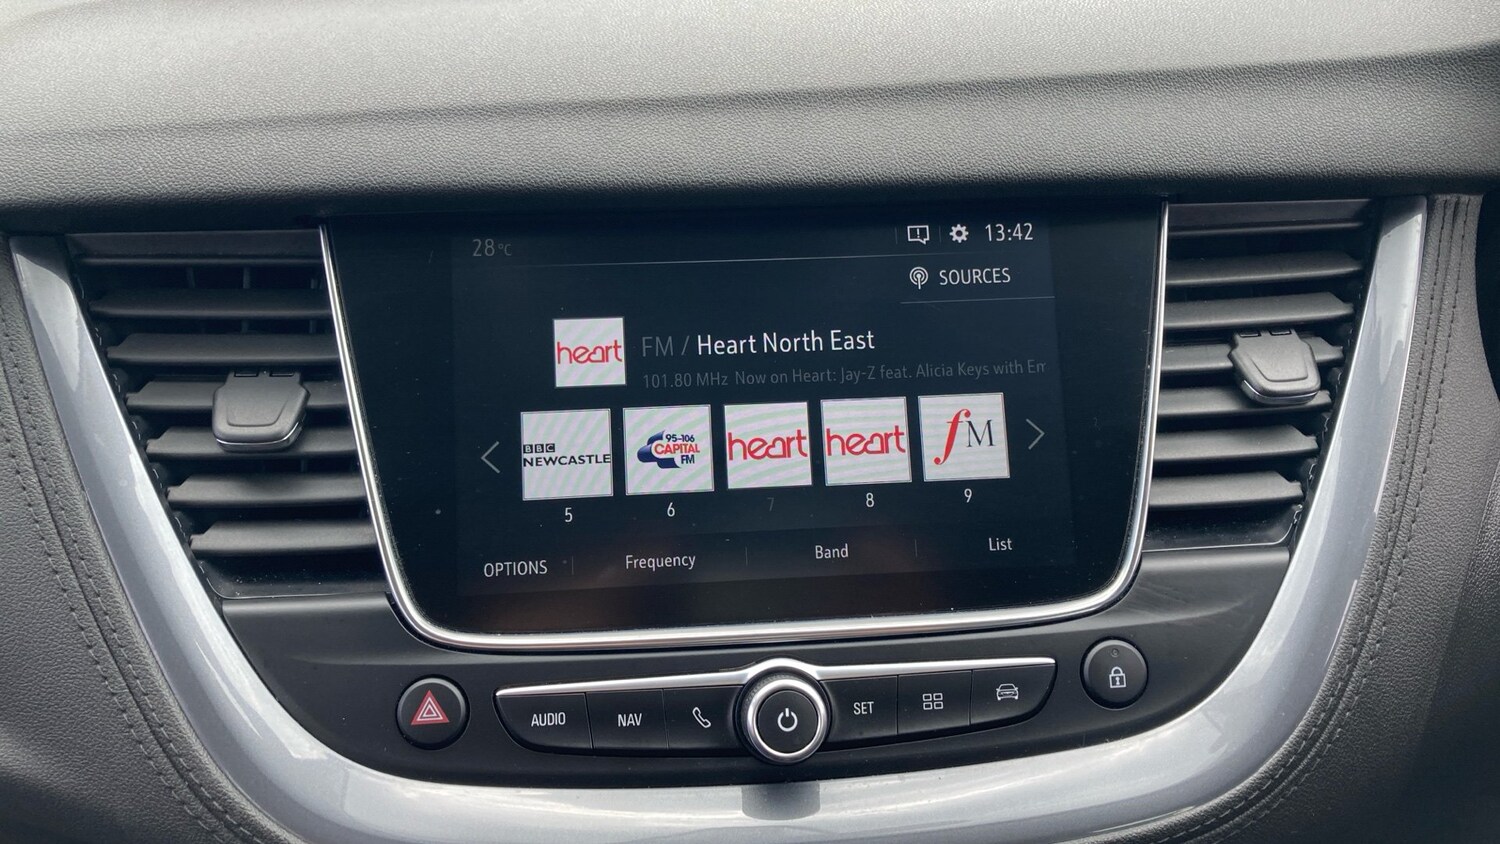 28°C 13:42
SOURCES
heart FM / Heart North East
101.80 MHz Now on Heart: Jay-Z feat. Alicia Keys with Em
BBC
NEWCASTLE
95-106
CAPITAL
FM
heart
heart
fM
5 6 7 8 9
OPTIONS Frequency Band List
AUDIO NAV SET